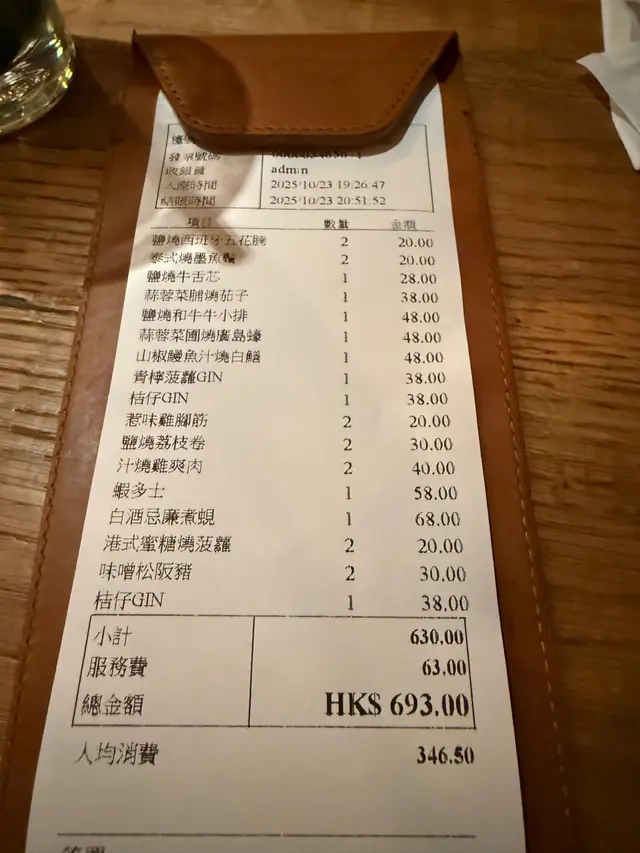 發票號碼
收銀員 admin
入座時間 2025/10/23 19:26:47
結賬時間 2025/10/23 20:51:52
項目 數量 金額
鹽燒西班牙五花腩 2 20.00
泰式燒墨魚鬚 2 20.00
鹽燒牛舌芯 1 28.00
蒜蓉菜脯燒茄子 1 38.00
鹽燒和牛牛小排 1 48.00
蒜蓉菜圃燒廣島蠔 1 48.00
山椒鰻魚汁燒白鱔 1 48.00
青檸菠蘿GIN 1 38.00
桔仔GIN 1 38.00
惹味雞腳筋 2 20.00
鹽燒荔枝卷 2 30.00
汁燒雞爽肉 2 40.00
蝦多士 1 58.00
白酒忌廉煮蜆 1 68.00
港式蜜糖燒菠蘿 2 20.00
味噌松阪豬 2 30.00
桔仔GIN 1 38.00
小計 630.00
服務費 63.00
總金額 HK$ 693.00
人均消費 346.50